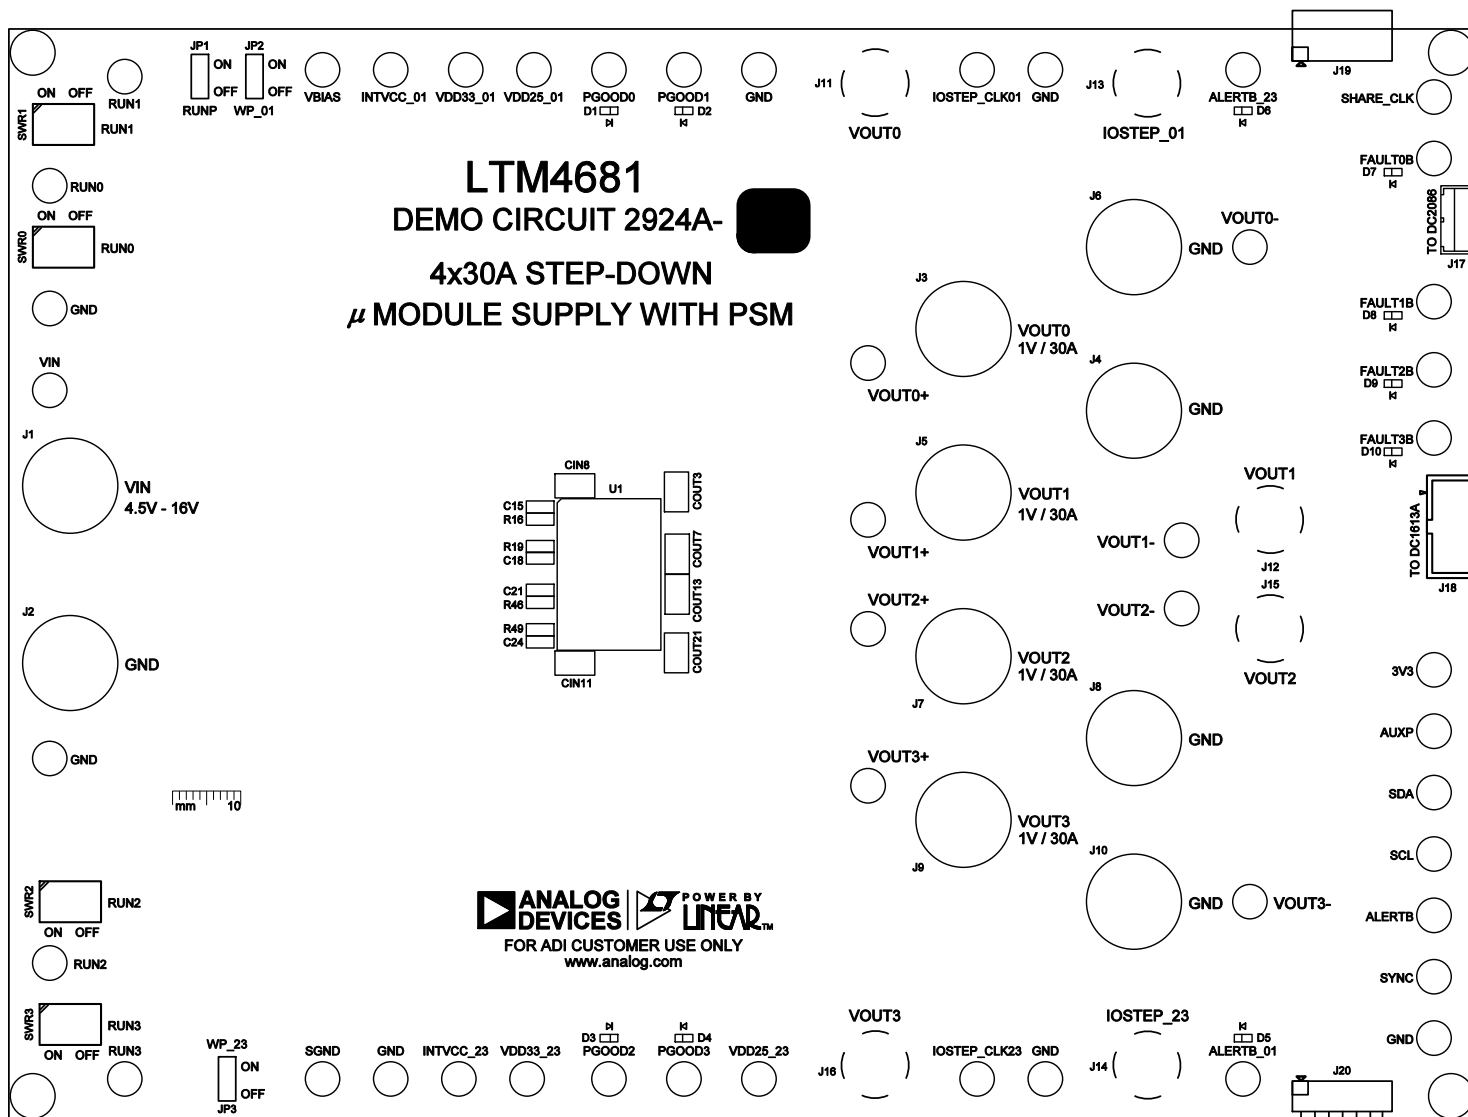 JP1
JP2
J19
ON
ON
OFF
OFF
RUNP
WP_01
RUN1
ON OFF
SWR1
RUN1
VBIAS
INTVCC_01
VDD33_01
VDD25_01
PGOOD0
D1
PGOOD1
D2
GND
J11
VOUT0
IOSTEP_CLK01
GND
J13
IOSTEP_01
ALERTB_23
D6
SHARE_CLK
RUN0
ON OFF
SWR0
RUN0
LTM4681
DEMO CIRCUIT 2924A-
4x30A STEP-DOWN
μ MODULE SUPPLY WITH PSM
FAULT0B
D7
J6
GND
VOUT0-
TO DC2086
J17
GND
J3
VOUT0
1V / 30A
VOUT0+
J4
GND
FAULT1B
D8
FAULT2B
D9
FAULT3B
D10
VIN
J1
VIN
4.5V - 16V
CIN8
U1
COUT3
C15
R16
R19
C18
COUT7
C21
R46
COUT13
R49
C24
COUT21
CIN11
J5
VOUT1
1V / 30A
VOUT1+
VOUT1
VOUT1-
J12
J15
TO DC1613A
J18
J2
GND
VOUT2+
VOUT2-
VOUT2
VOUT2
1V / 30A
J7
J8
GND
3V3
AUXP
GND
mm 10
VOUT3+
VOUT3
1V / 30A
J9
J10
GND
VOUT3-
SDA
SCL
ALERTB
SYNC
GND
SWR2
RUN2
ON OFF
RUN2
SWR3
RUN3
ON OFF
RUN3
ANALOG
DEVICES
POWER BY
LINEAR™
FOR ADI CUSTOMER USE ONLY
www.analog.com
WP_23
ON
OFF
JP3
SGND
GND
INTVCC_23
VDD33_23
D3
PGOOD2
D4
PGOOD3
VDD25_23
VOUT3
J16
IOSTEP_CLK23
GND
IOSTEP_23
J14
D5
ALERTB_01
J20